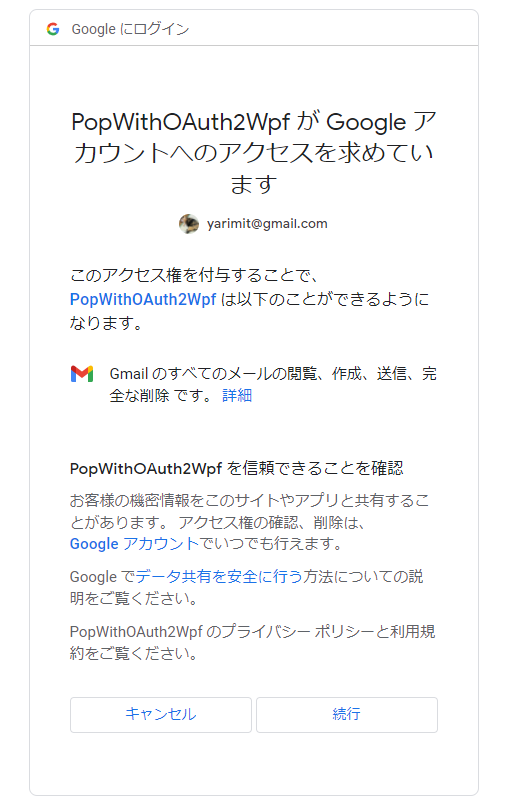 Google にログイン
PopWithOAuth2Wpf が Google ア
カウントへのアクセスを求めてい
ます
yarimit@gmail.com
このアクセス権を付与することで、
PopWithOAuth2Wpf は以下のことができるように
なります。
Gmail のすべてのメールの閲覧、作成、送信、完
全な削除 です。 詳細
PopWithOAuth2Wpf を信頼できることを確認
お客様の機密情報をこのサイトやアプリと共有するこ
とがあります。 アクセス権の確認、削除は、
Google アカウントでいつでも行えます。
Google でデータ共有を安全に行う方法についての説
明をご覧ください。
PopWithOAuth2Wpf のプライバシー ポリシーと利用規
約をご覧ください。
キャンセル
続行